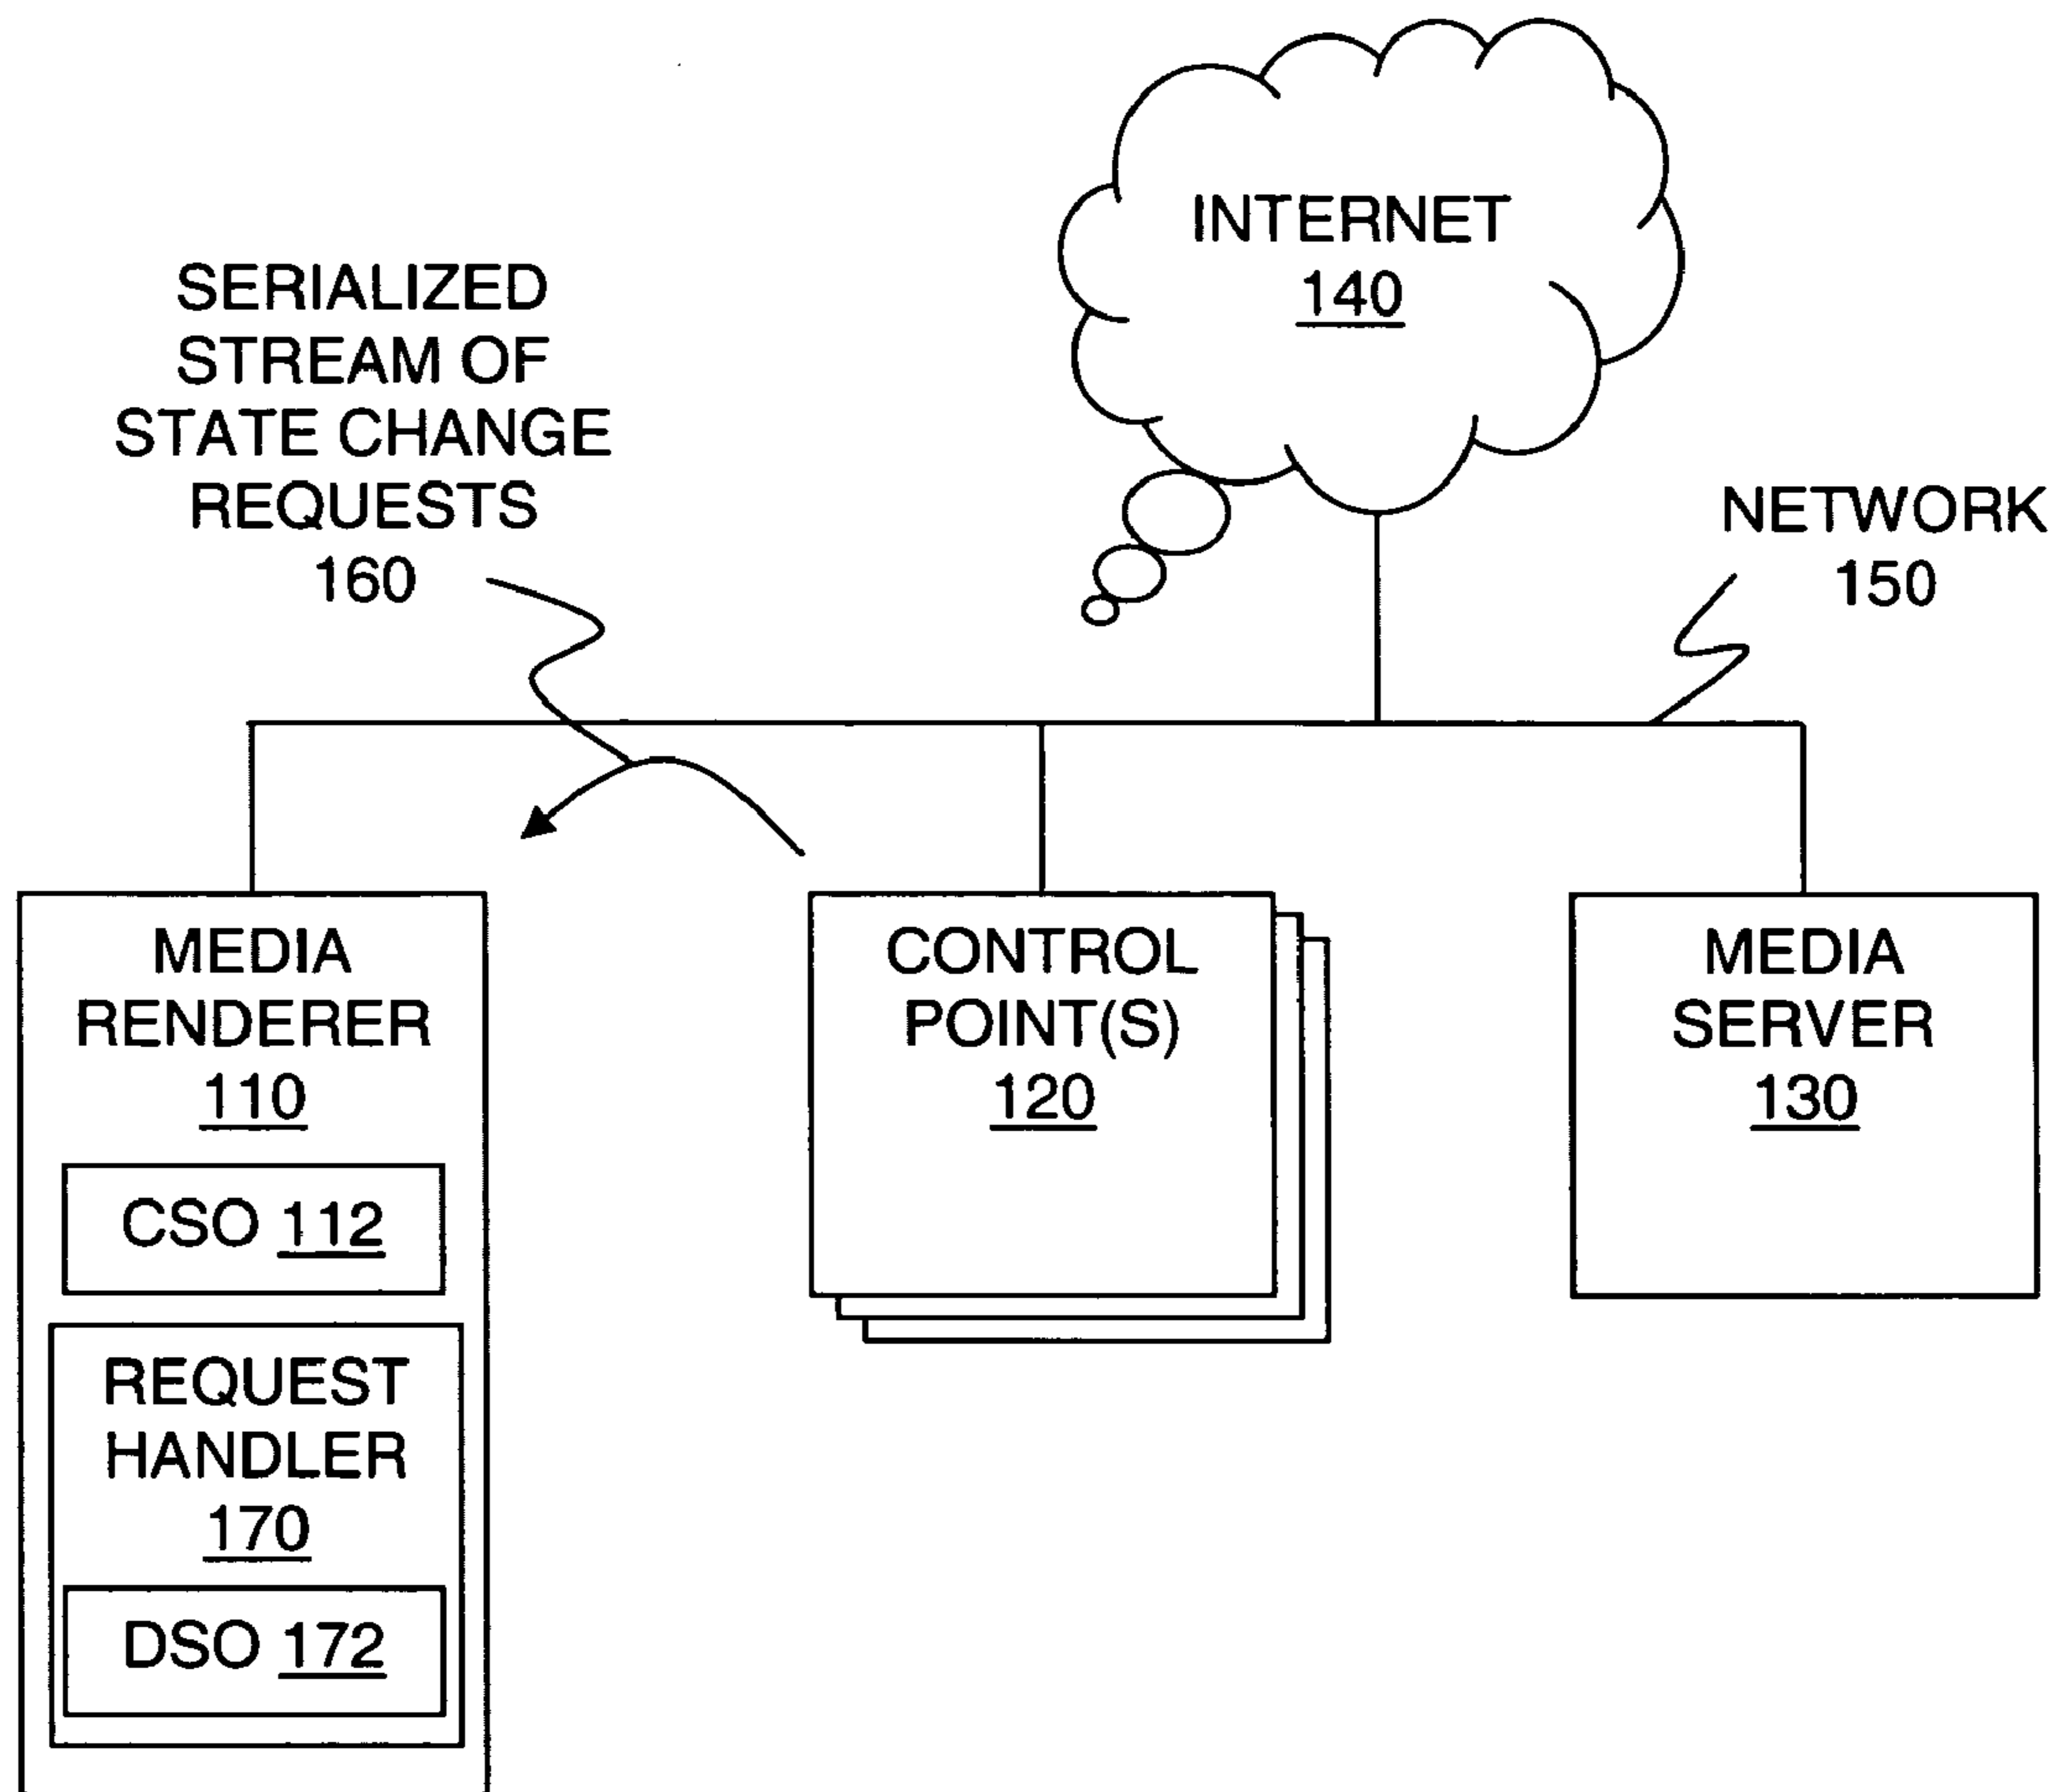 INTERNET
140
SERIALIZED
STREAM OF
STATE CHANGE
REQUESTS
160
NETWORK
150
MEDIA
RENDERER
110
CSO 112
REQUEST
HANDLER
170
DSO 172
CONTROL
POINT(S)
120
MEDIA
SERVER
130